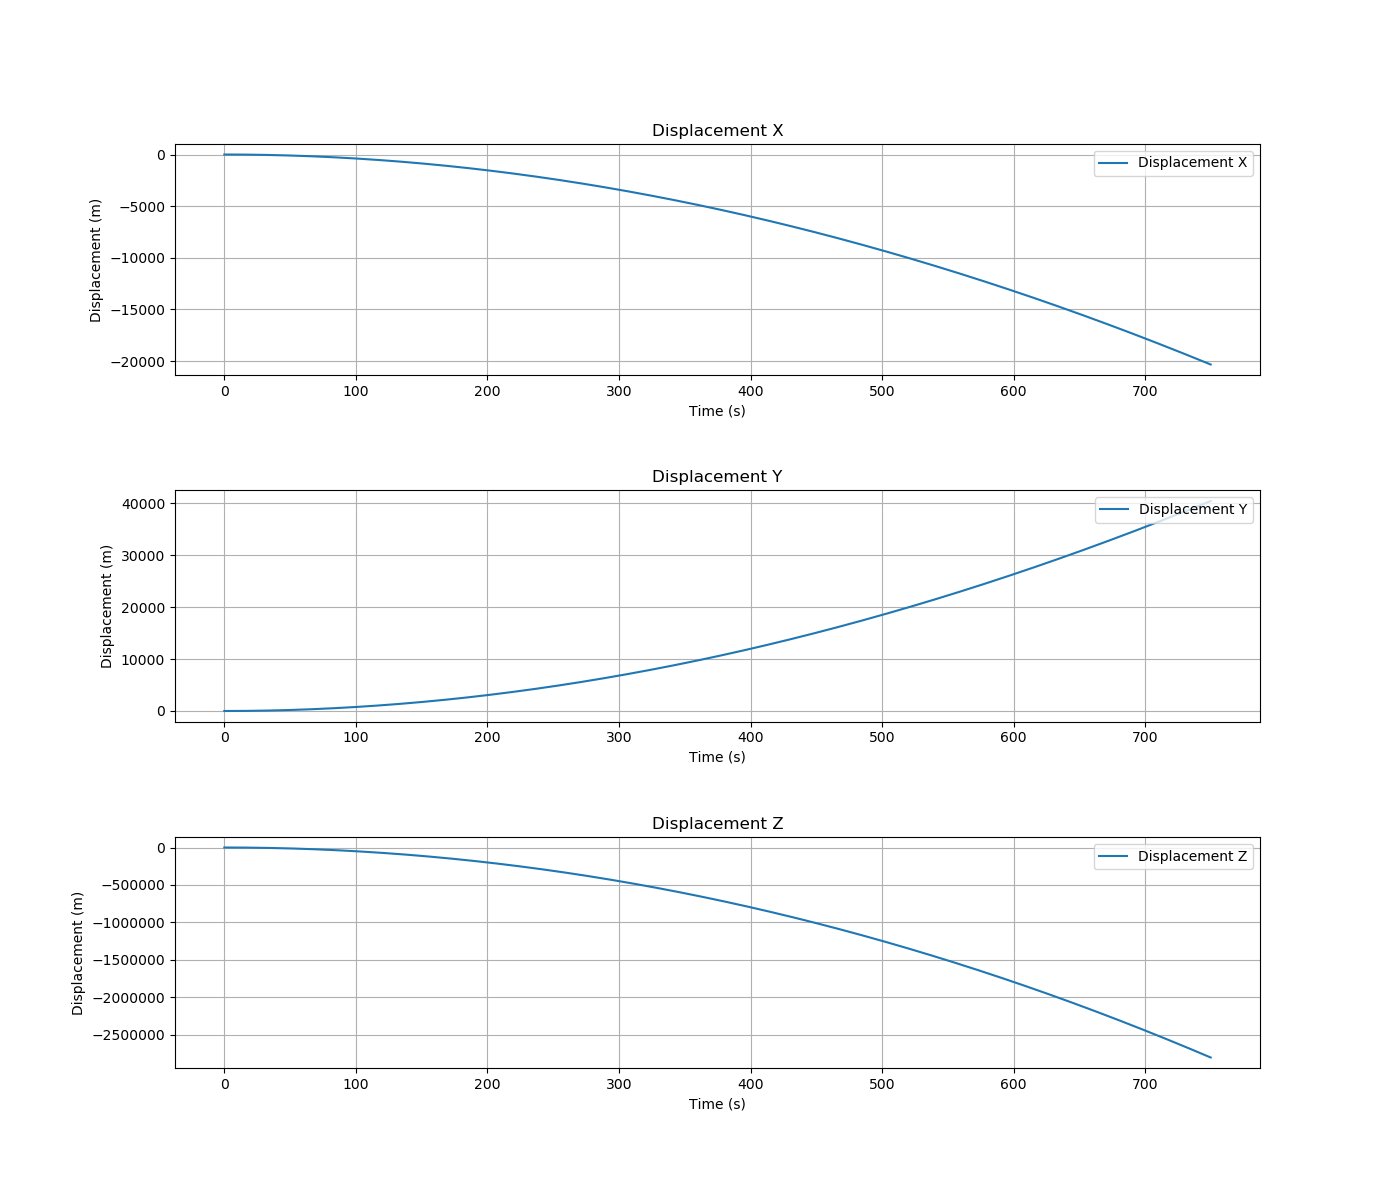 Displacement X
Displacement X
Displacement (m)
0
−5000
−10000
−15000
−20000
0 100 200 300 400 500 600 700
Time (s)
Displacement Y
Displacement Y
Displacement (m)
40000
30000
20000
10000
0
0 100 200 300 400 500 600 700
Time (s)
Displacement Z
Displacement Z
Displacement (m)
0
−500000
−1000000
−1500000
−2000000
−2500000
0 100 200 300 400 500 600 700
Time (s)